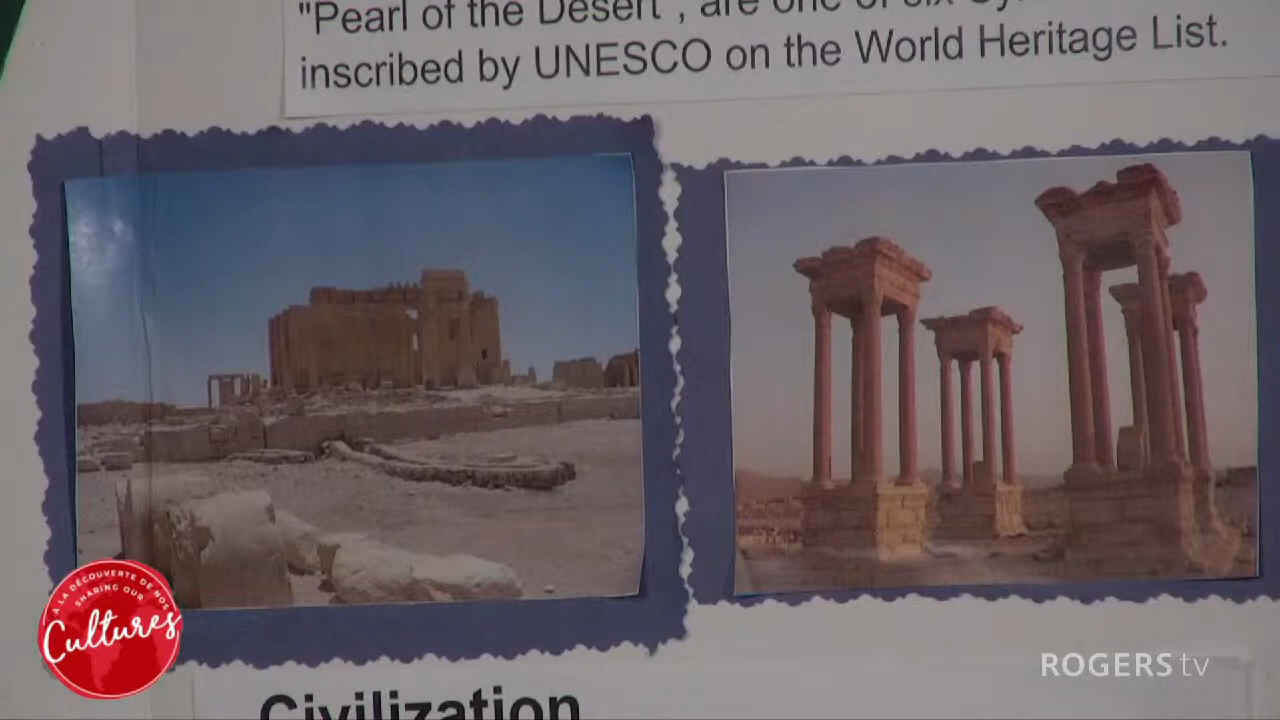 "Pearl of the Desert", are one of six
inscribed by UNESCO on the World Heritage List.
À LA DÉCOUVERTE DE NOS
SHARING OUR
Cultures
ROGERS tv
Civilization